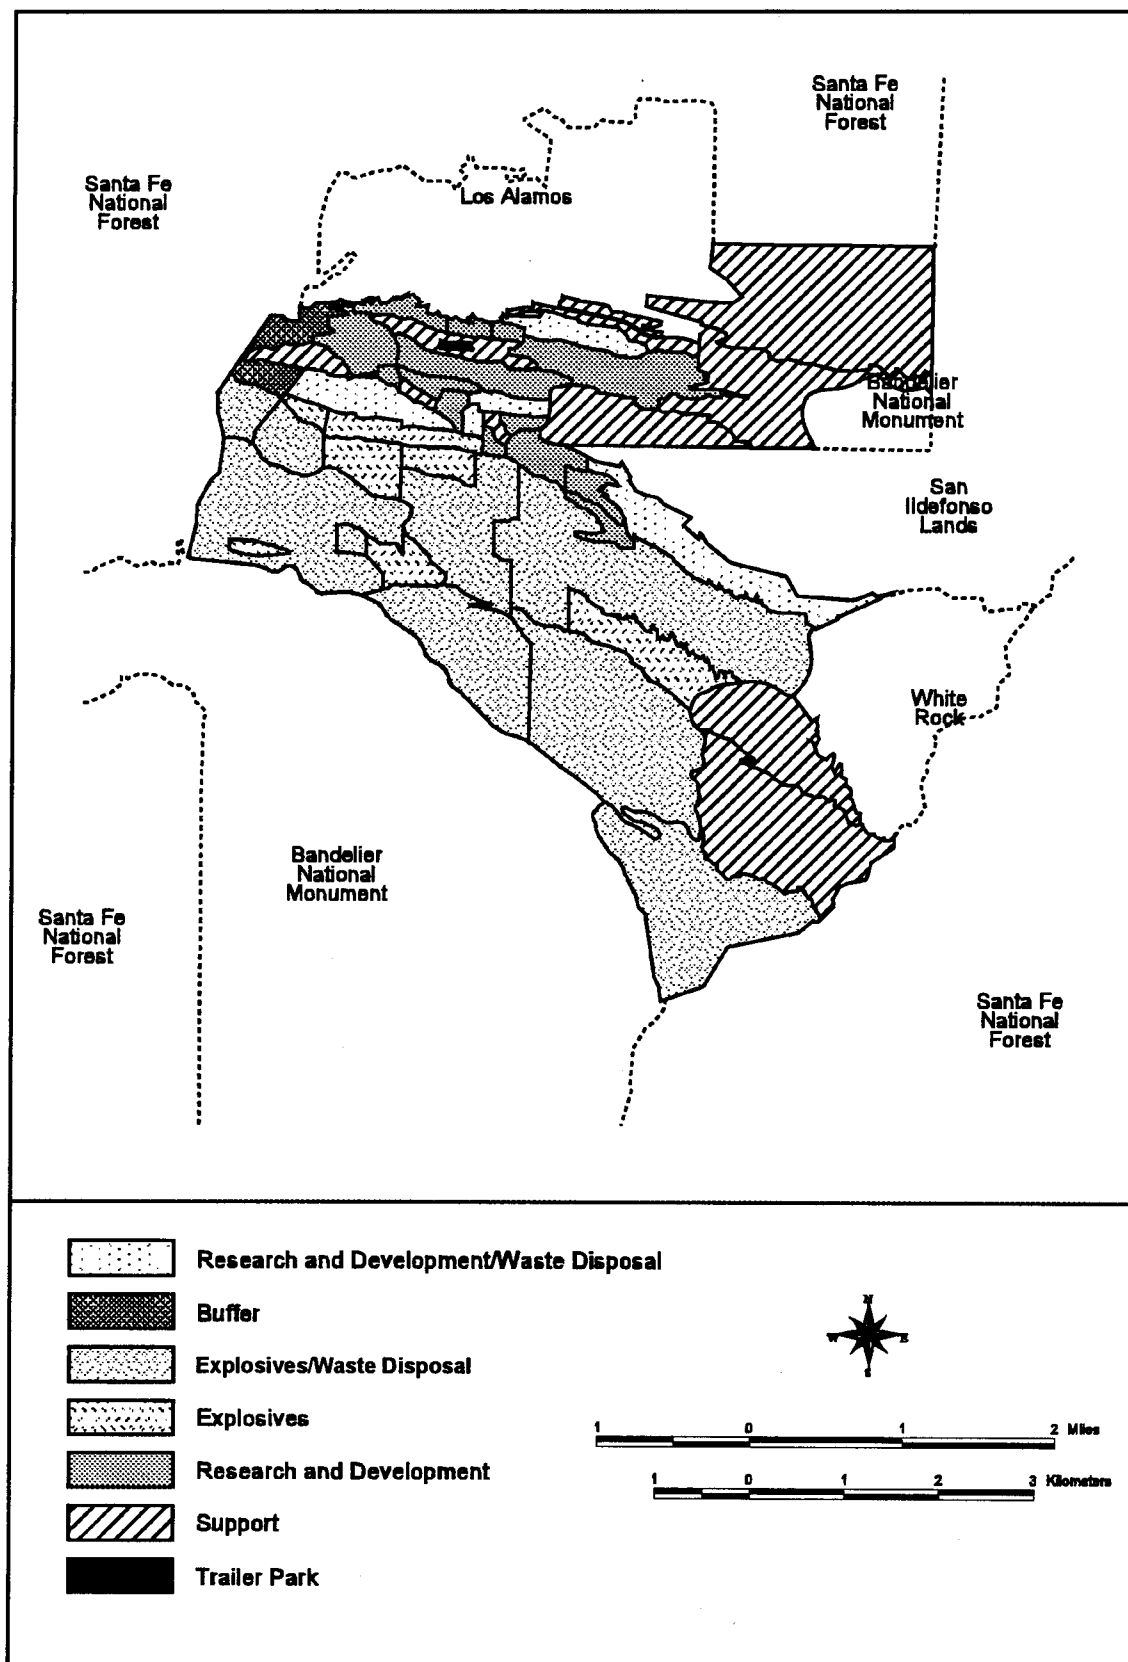 Santa Fe
National
Forest
Santa Fe
National
Forest
Los Alamos
Bandelier
National
Monument
San
Ildefonso
Lands
White
Rock
Bandelier
National
Monument
Santa Fe
National
Forest
Santa Fe
National
Forest
Research and Development/Waste Disposal
Buffer
Explosives/Waste Disposal
Explosives
Research and Development
Support
Trailer Park
N
W E
S
1 0 1 2 Miles
1 0 1 2 3 Kilometers